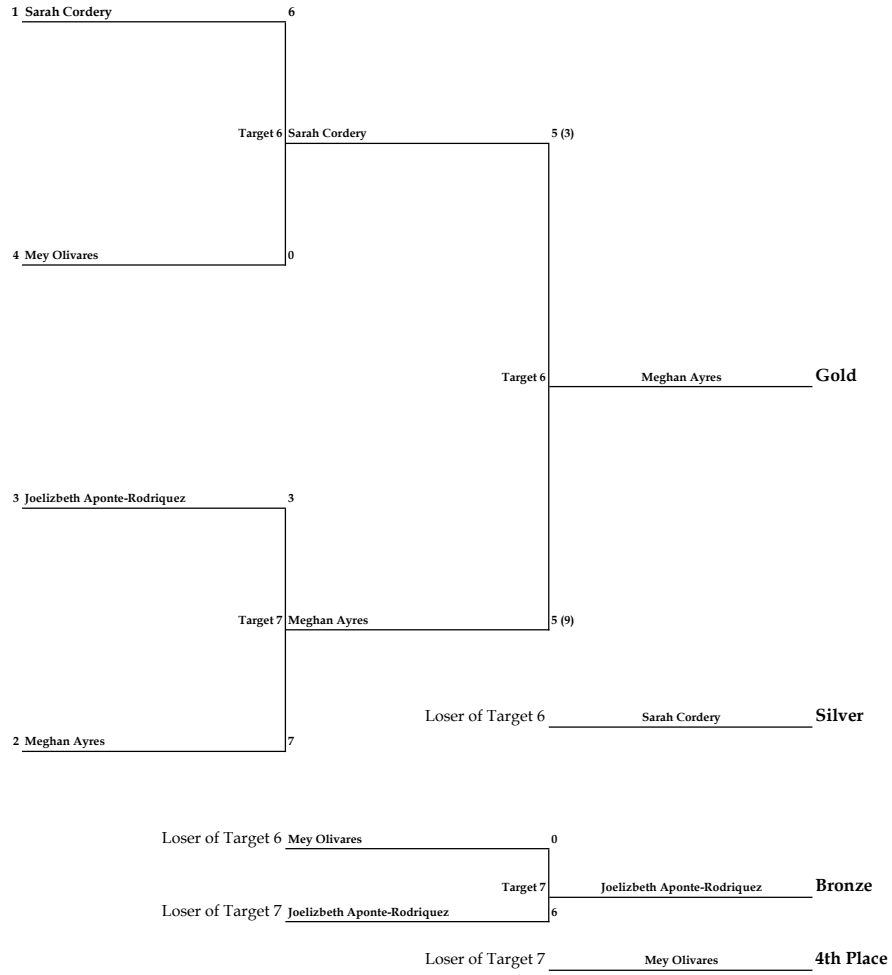 1 Sarah Cordery 6
Target 6 Sarah Cordery 5 (3)
4 Mey Olivares 0
Target 6 Meghan Ayres Gold
3 Joelizbeth Aponte-Rodriquez 3
Target 7 Meghan Ayres 5 (9)
Loser of Target 6 Sarah Cordery Silver
2 Meghan Ayres 7
Loser of Target 6 Mey Olivares 0
Target 7 Joelizbeth Aponte-Rodriquez Bronze
Loser of Target 7 Joelizbeth Aponte-Rodriquez 6
Loser of Target 7 Mey Olivares 4th Place